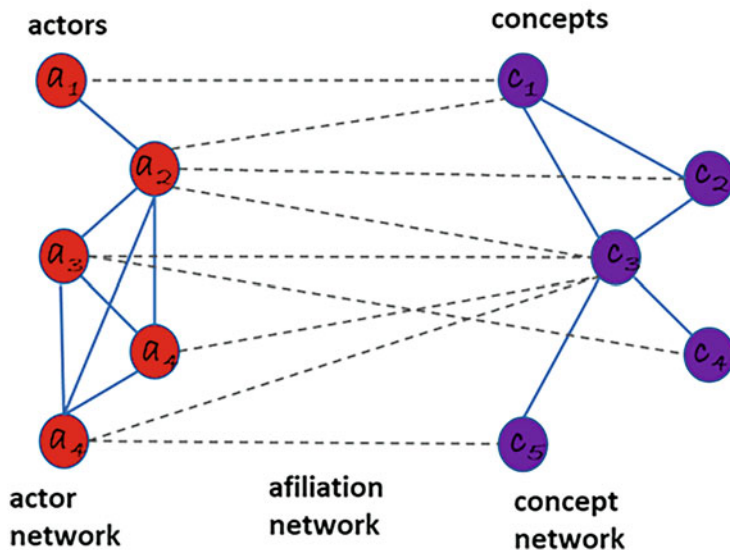 actors
concepts
a1
c1
a2
c2
a3
c3
a4
c4
a4
c5
actor
network
afiliation
network
concept
network